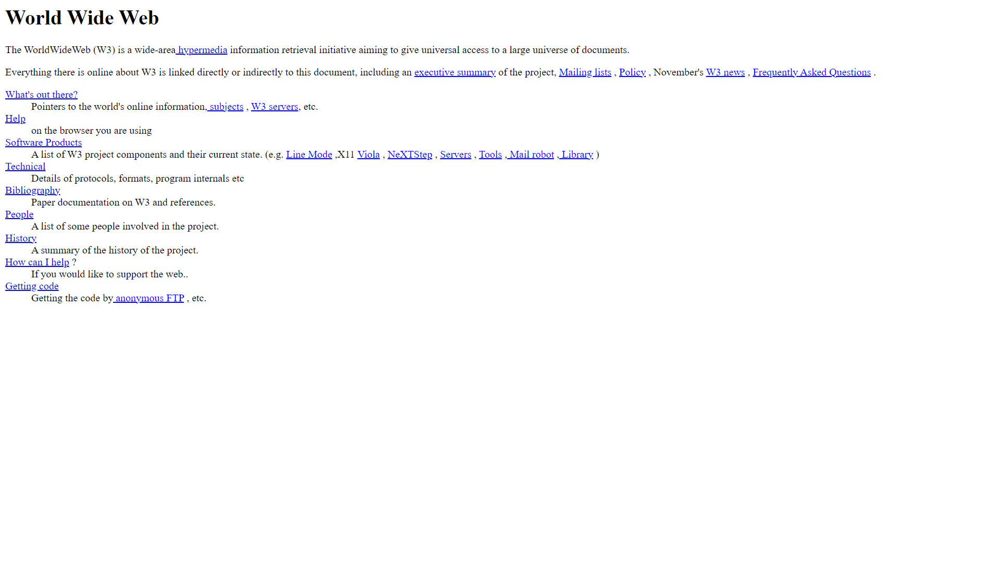 World Wide Web
The WorldWideWeb (W3) is a wide-area hypermedia information retrieval initiative aiming to give universal access to a large universe of documents.
Everything there is online about W3 is linked directly or indirectly to this document, including an executive summary of the project, Mailing lists , Policy , November's W3 news , Frequently Asked Questions .
What's out there?
Pointers to the world's online information, subjects , W3 servers, etc.
Help
on the browser you are using
Software Products
A list of W3 project components and their current state. (e.g. Line Mode ,X11 Viola , NeXTStep , Servers , Tools , Mail robot , Library )
Technical
Details of protocols, formats, program internals etc
Bibliography
Paper documentation on W3 and references.
People
A list of some people involved in the project.
History
A summary of the history of the project.
How can I help ?
If you would like to support the web..
Getting code
Getting the code by anonymous FTP , etc.